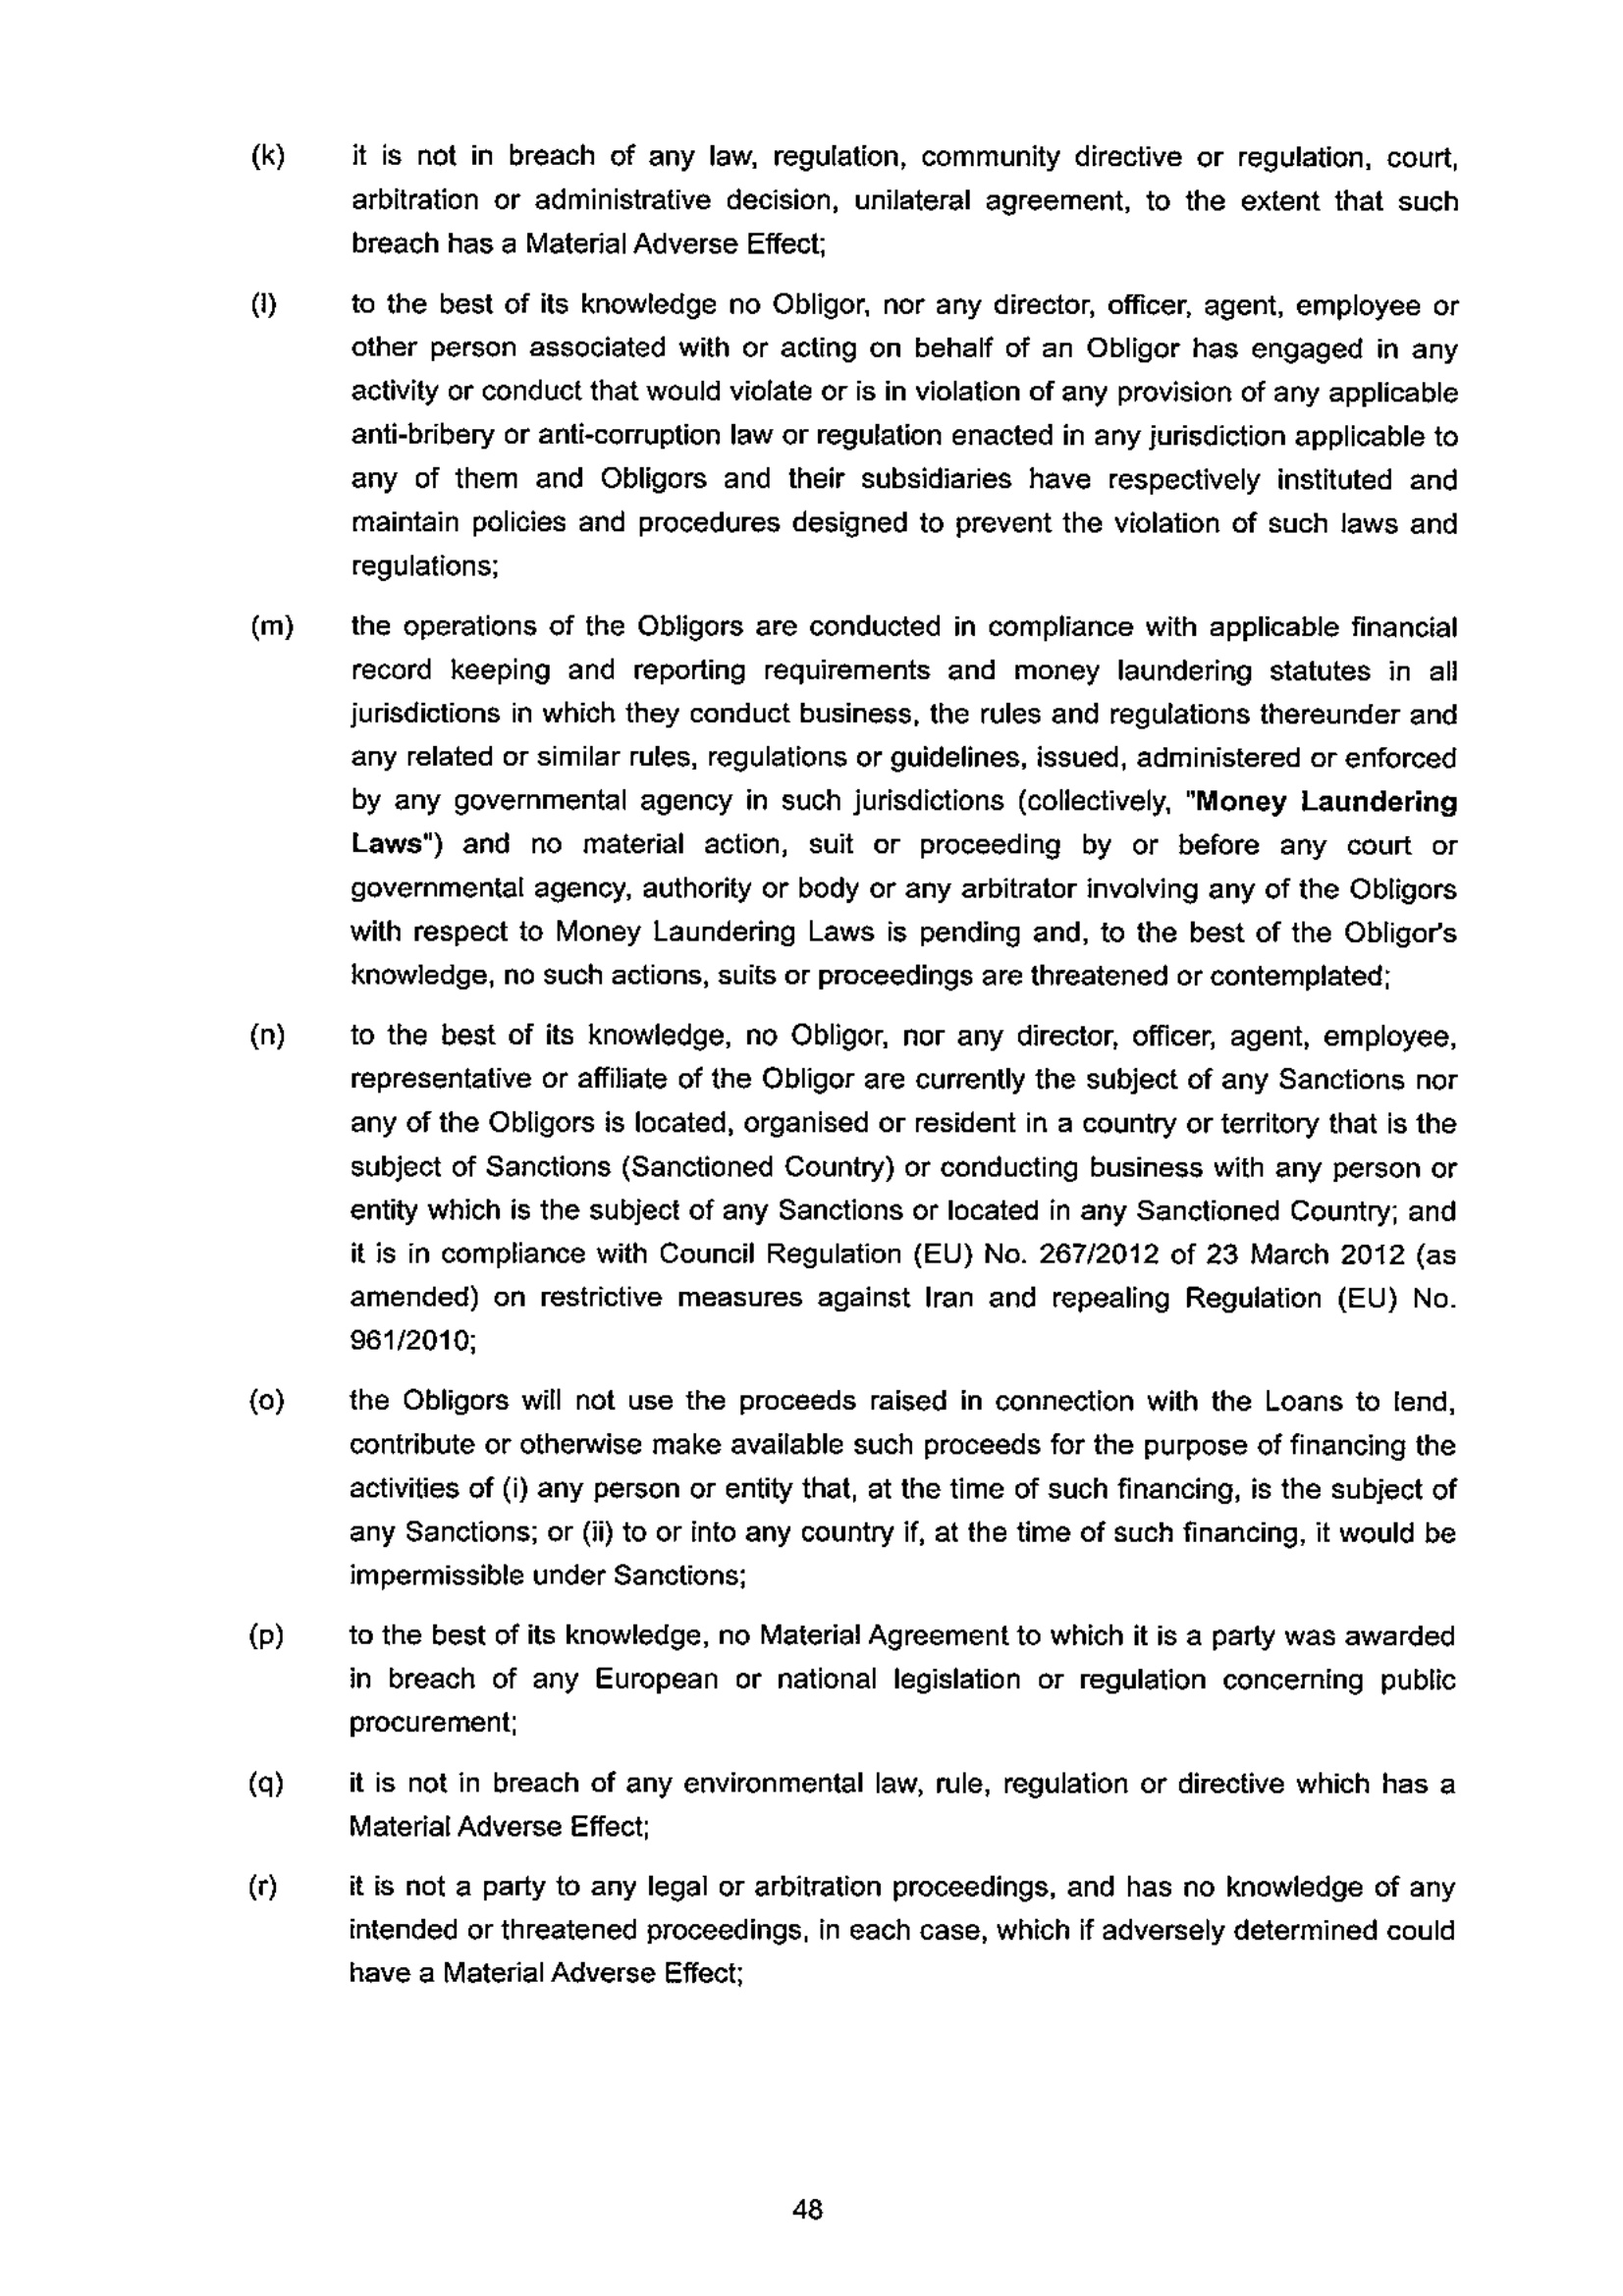 (k) it is not in breach of any law, regulation, community directive or regulation, court,
arbitration or administrative decision, unilateral agreement, to the extent that such
breach has a Material Adverse Effect;
(l) to the best of its knowledge no Obligor, nor any director, officer, agent, employee or
other person associated with or acting on behalf of an Obligor has engaged in any
activity or conduct that would violate or is in violation of any provision of any applicable
anti-bribery or anti-corruption law or regulation enacted in any jurisdiction applicable to
any of them and Obligors and their subsidiaries have respectively instituted and
maintain policies and procedures designed to prevent the violation of such laws and
regulations;
(m) the operations of the Obligors are conducted in compliance with applicable financial
record keeping and reporting requirements and money laundering statutes in all
jurisdictions in which they conduct business, the rules and regulations thereunder and
any related or similar rules, regulations or guidelines, issued, administered or enforced
by any governmental agency in such jurisdictions (collectively, "Money Laundering
Laws") and no material action, suit or proceeding by or before any court or
governmental agency, authority or body or any arbitrator involving any of the Obligors
with respect to Money Laundering Laws is pending and, to the best of the Obligor's
knowledge, no such actions, suits or proceedings are threatened or contemplated;
(n) to the best of its knowledge, no Obligor, nor any director, officer, agent, employee,
representative or affiliate of the Obligor are currently the subject of any Sanctions nor
any of the Obligors is located, organised or resident in a country or territory that is the
subject of Sanctions (Sanctioned Country) or conducting business with any person or
entity which is the subject of any Sanctions or located in any Sanctioned Country; and
it is in compliance with Council Regulation (EU) No. 267/2012 of 23 March 2012 (as
amended) on restrictive measures against Iran and repealing Regulation (EU) No.
961/2010;
(o) the Obligors will not use the proceeds raised in connection with the Loans to lend,
contribute or otherwise make available such proceeds for the purpose of financing the
activities of (i) any person or entity that, at the time of such financing, is the subject of
any Sanctions; or (ii) to or into any country if, at the time of such financing, it would be
impermissible under Sanctions;
(p) to the best of its knowledge, no Material Agreement to which it is a party was awarded
in breach of any European or national legislation or regulation concerning public
procurement;
(q) it is not in breach of any environmental law, rule, regulation or directive which has a
Material Adverse Effect;
(r) it is not a party to any legal or arbitration proceedings, and has no knowledge of any
intended or threatened proceedings, in each case, which if adversely determined could
have a Material Adverse Effect;
48